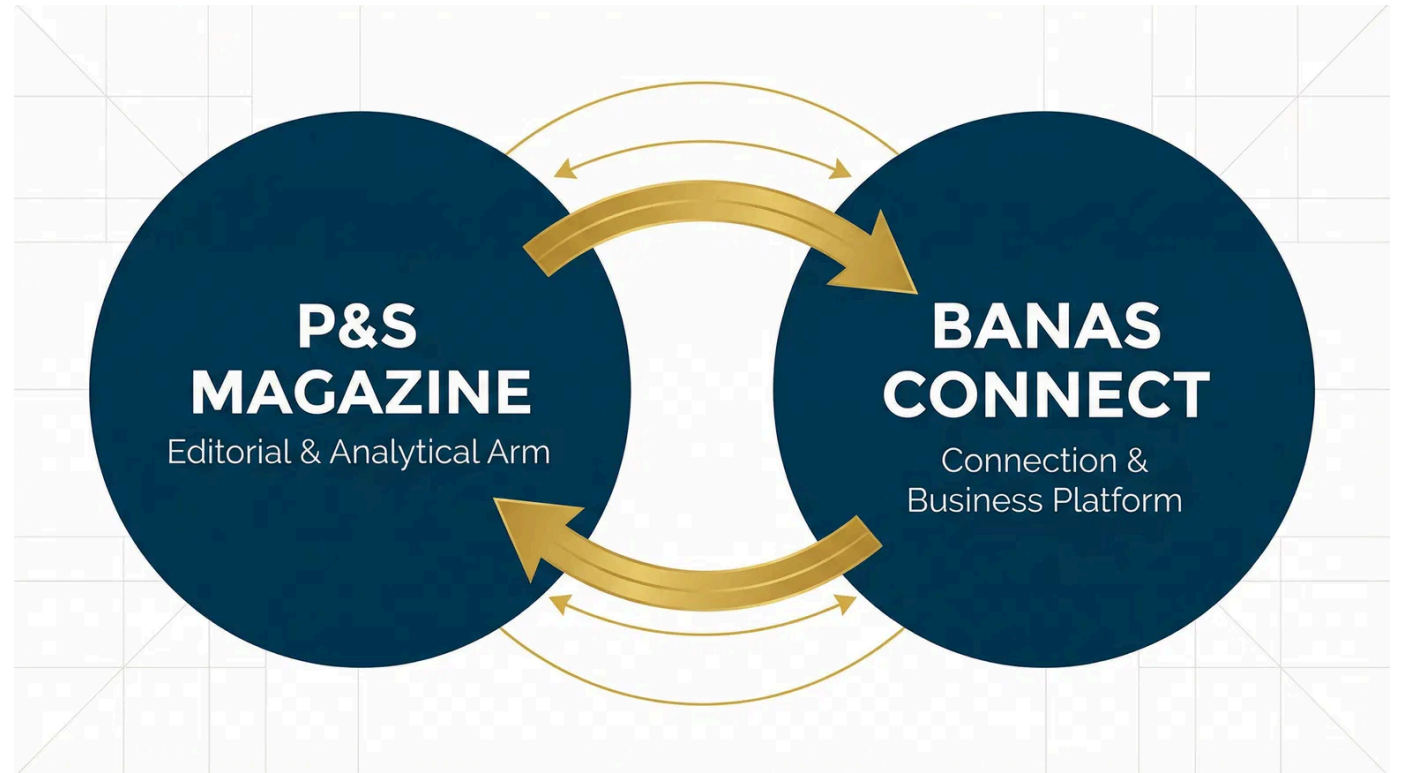 P&S
MAGAZINE
Editorial & Analytical Arm
BANAS
CONNECT
Connection &
Business Platform